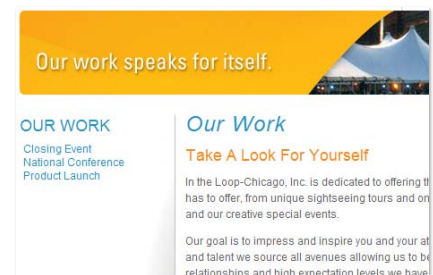 Our work speaks for itself.
OUR WORK
Closing Event
National Conference
Product Launch
Our Work
Take A Look For Yourself
In the Loop-Chicago, Inc. is dedicated to offering
has to offer, from unique sightseeing tours and on
and our creative special events.
Our goal is to impress and inspire you and your
and talent we source all avenues allowing us to be
relationships and high expectation levels we have